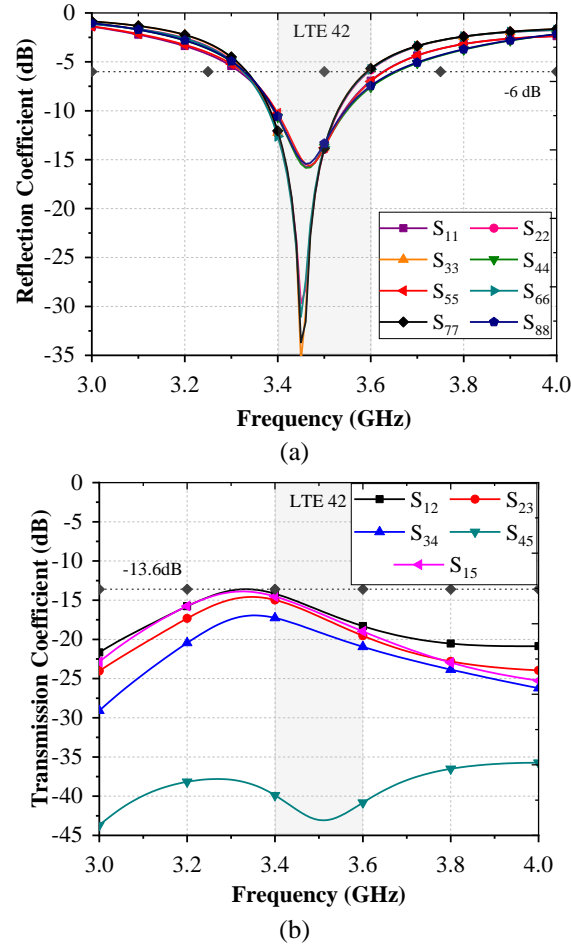 LTE 42
0
-5
-10
-15
-20
-25
-30
-35
Reflection Coefficient (dB)
-6 dB
S11 S22
S33 S44
S55 S66
S77 S88
3.0 3.2 3.4 3.6 3.8 4.0
Frequency (GHz)
(a)
0
-5
-10
-15
-20
-25
-30
-35
-40
-45
Transmission Coefficient (dB)
LTE 42
-13.6dB
S12 S23
S34 S45
S15
3.0 3.2 3.4 3.6 3.8 4.0
Frequency (GHz)
(b)